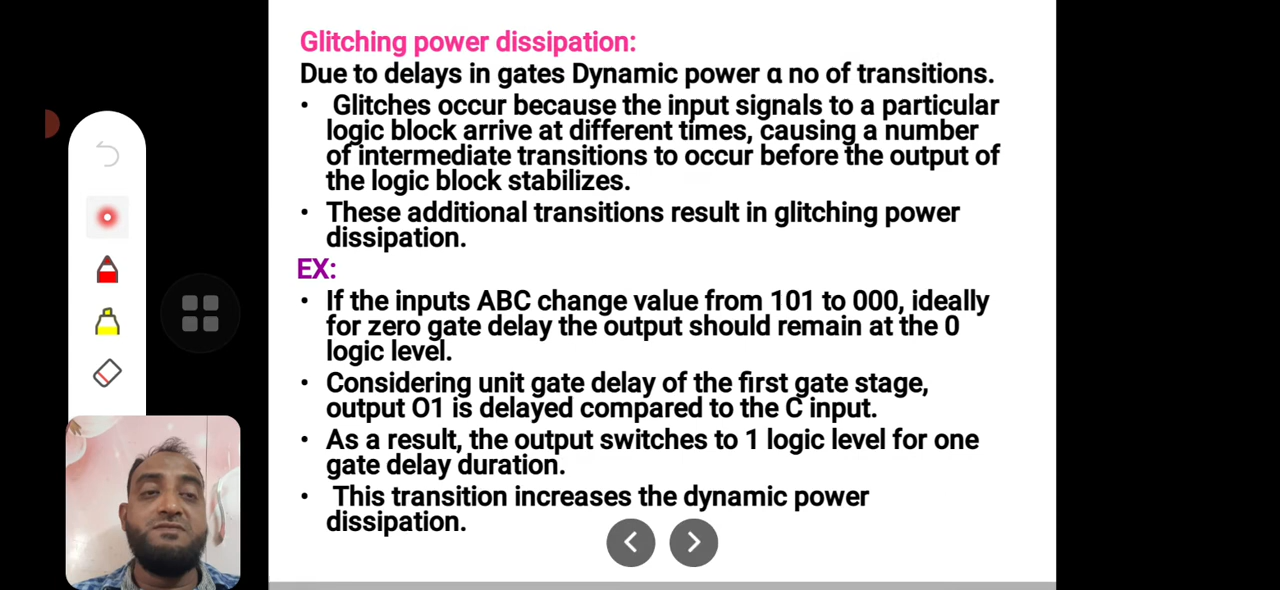 Glitching power dissipation:
Due to delays in gates Dynamic power α no of transitions.
• Glitches occur because the input signals to a particular
logic block arrive at different times, causing a number
of intermediate transitions to occur before the output of
the logic block stabilizes.
• These additional transitions result in glitching power
dissipation.
EX:
• If the inputs ABC change value from 101 to 000, ideally
for zero gate delay the output should remain at the 0
logic level.
• Considering unit gate delay of the first gate stage,
output O1 is delayed compared to the C input.
• As a result, the output switches to 1 logic level for one
gate delay duration.
• This transition increases the dynamic power
dissipation.